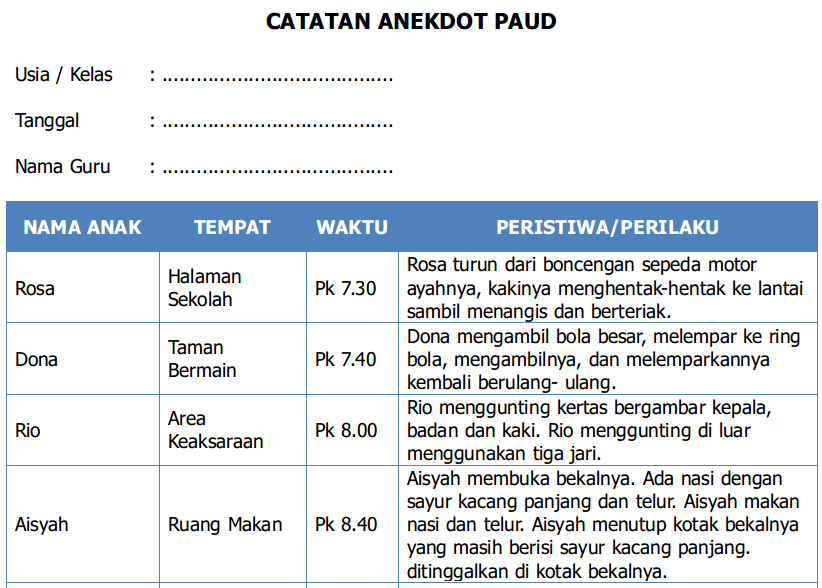 CATATAN ANEKDOT PAUD
Usia / Kelas : .........................................
Tanggal : .........................................
Nama Guru : .........................................
NAMA ANAK TEMPAT WAKTU PERISTIWA/PERILAKU
Rosa
Halaman
Sekolah
Pk 7.30
Rosa turun dari boncengan sepeda motor
ayahnya, kakinya menghentak-hentak ke lantai
sambil menangis dan berteriak.
Dona
Taman
Bermain
Pk 7.40
Dona mengambil bola besar, melempar ke ring
bola, mengambilnya, dan melemparkannya
kembali berulang- ulang.
Rio
Area
Keaksaraan
Pk 8.00
Rio menggunting kertas bergambar kepala,
badan dan kaki. Rio menggunting di luar
menggunakan tiga jari.
Aisyah
Ruang Makan
Pk 8.40
Aisyah membuka bekalnya. Ada nasi dengan
sayur kacang panjang dan telur. Aisyah makan
nasi dan telur. Aisyah menutup kotak bekalnya
yang masih berisi sayur kacang panjang.
ditinggalkan di kotak bekalnya.